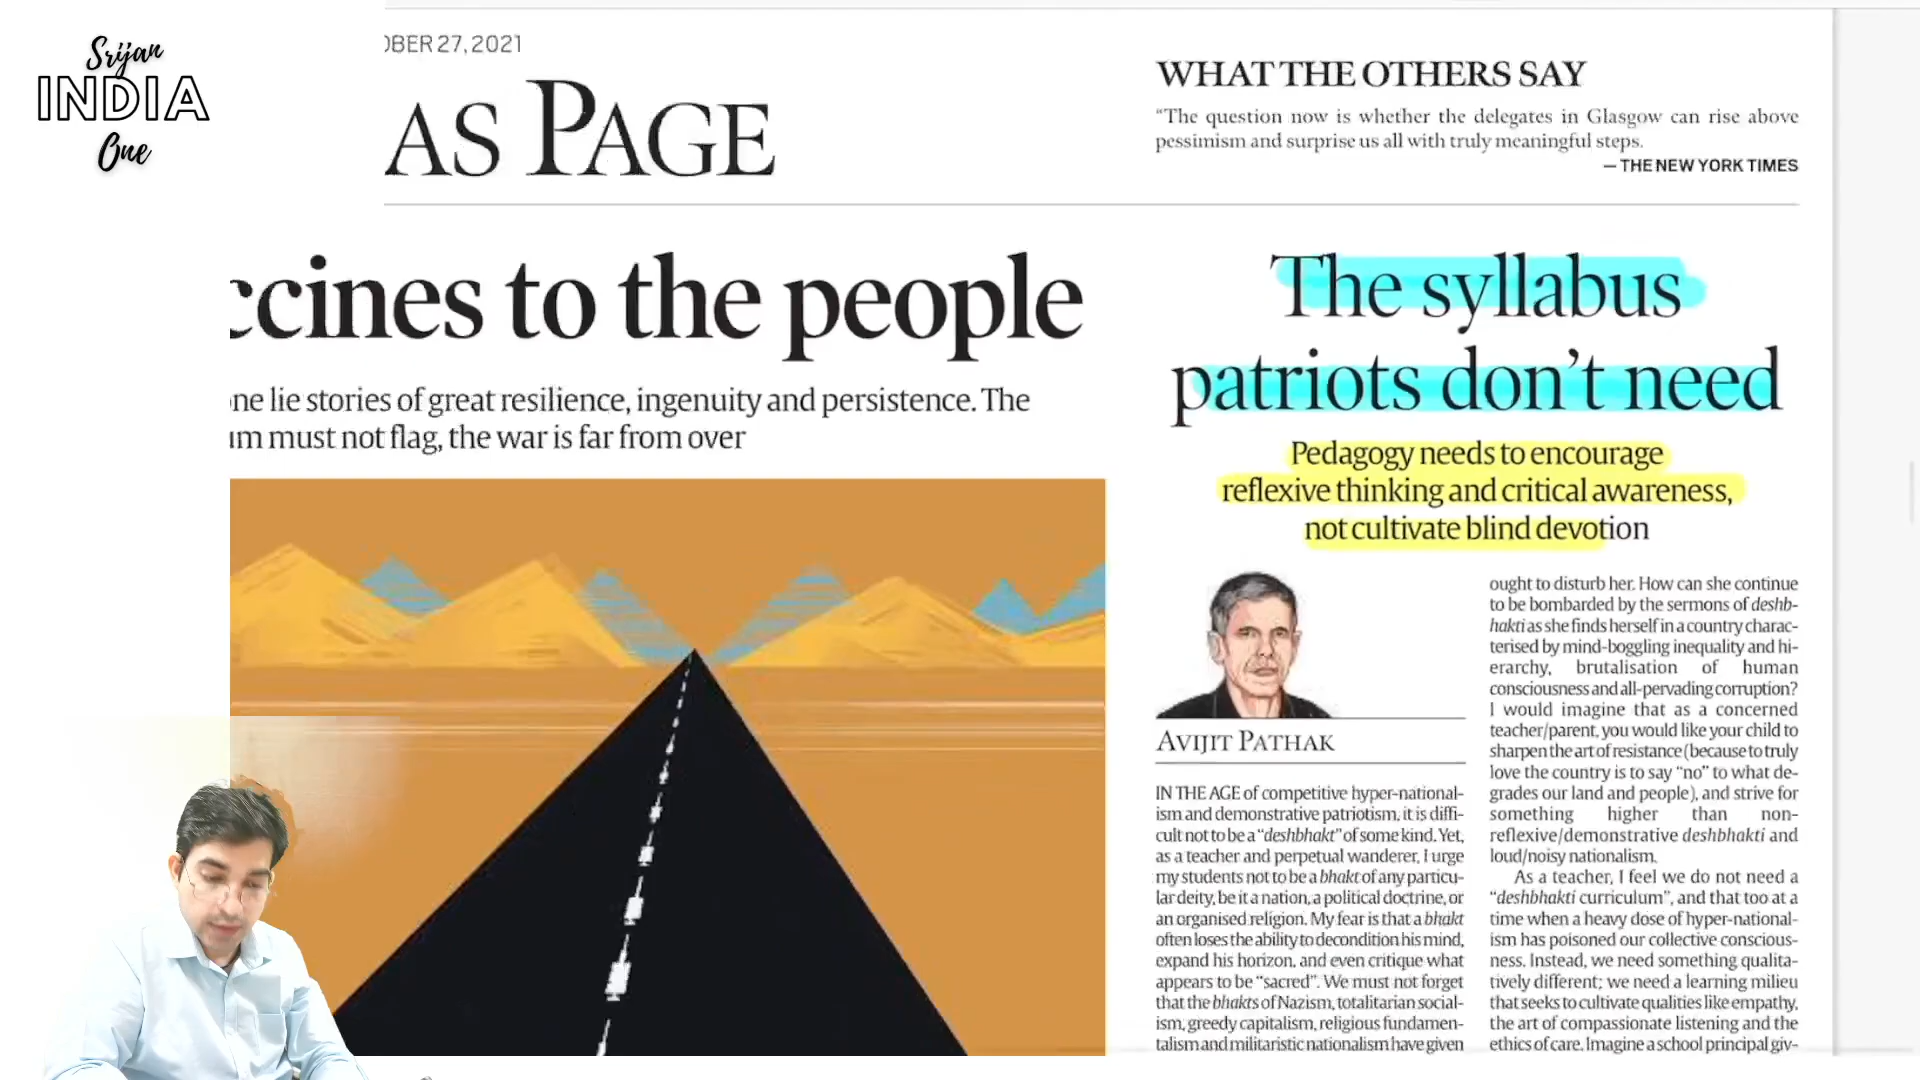 Srijan
INDIA
One
OBER 27, 2021
AS PAGE
WHAT THE OTHERS SAY
“The question now is whether the delegates in Glasgow can rise above
pessimism and surprise us all with truly meaningful steps.
— THE NEW YORK TIMES
ccines to the people
one lie stories of great resilience, ingenuity and persistence. The
um must not flag, the war is far from over
The syllabus
patriots don’t need
Pedagogy needs to encourage
reflexive thinking and critical awareness,
not cultivate blind devotion
AVIJIT PATHAK
IN THE AGE of competitive hyper-national-
ism and demonstrative patriotism, it is diffi-
cult not to be a “deshbhakt” of some kind. Yet,
as a teacher and perpetual wanderer, I urge
my students not to be a bhakt of any particu-
lar deity, be it a nation, a political doctrine, or
an organised religion. My fear is that a bhakt
often loses the ability to decondition his mind,
expand his horizon, and even critique what
appears to be “sacred”. We must not forget
that the bhakts of Nazism, totalitarian social-
ism, greedy capitalism, religious fundamen-
talism and militaristic nationalism have given
ought to disturb her. How can she continue
to be bombarded by the sermons of deshb-
hakti as she finds herself in a country charac-
terised by mind-boggling inequality and hi-
erarchy, brutalisation of human
consciousness and all-pervading corruption?
I would imagine that as a concerned
teacher/parent, you would like your child to
sharpen the art of resistance (because to truly
love the country is to say “no” to what de-
grades our land and people), and strive for
something higher than non-
reflexive/demonstrative deshbhakti and
loud/noisy nationalism.
As a teacher, I feel we do not need a
“deshbhakti curriculum”, and that too at a
time when a heavy dose of hyper-national-
ism has poisoned our collective conscious-
ness. Instead, we need something qualita-
tively different; we need a learning milieu
that seeks to cultivate qualities like empathy,
the art of compassionate listening and the
ethics of care. Imagine a school principal giv-